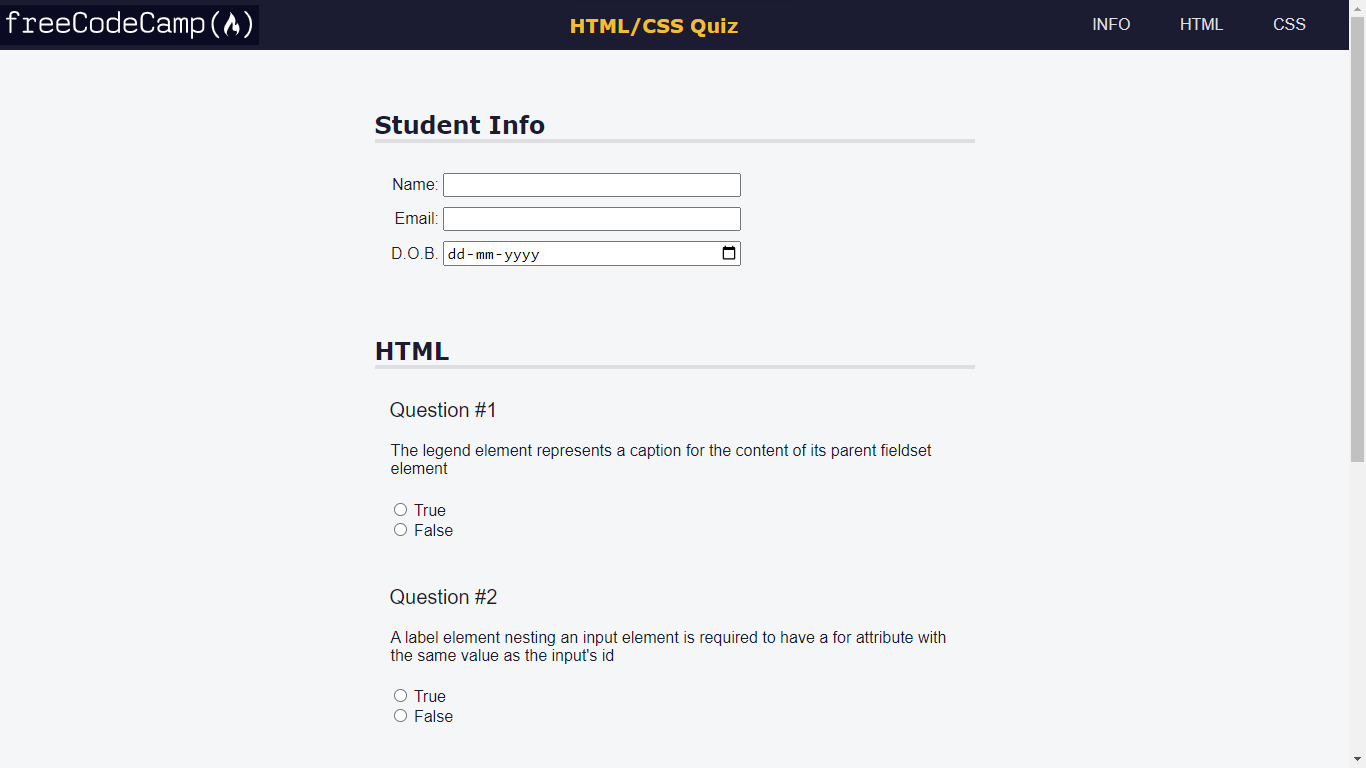 freeCodeCamp(🔥)
HTML/CSS Quiz
INFO HTML CSS
Student Info
Name:
Email:
D.O.B. dd-mm-yyyy
HTML
Question #1
The legend element represents a caption for the content of its parent fieldset
element
True
False
Question #2
A label element nesting an input element is required to have a for attribute with
the same value as the input's id
True
False